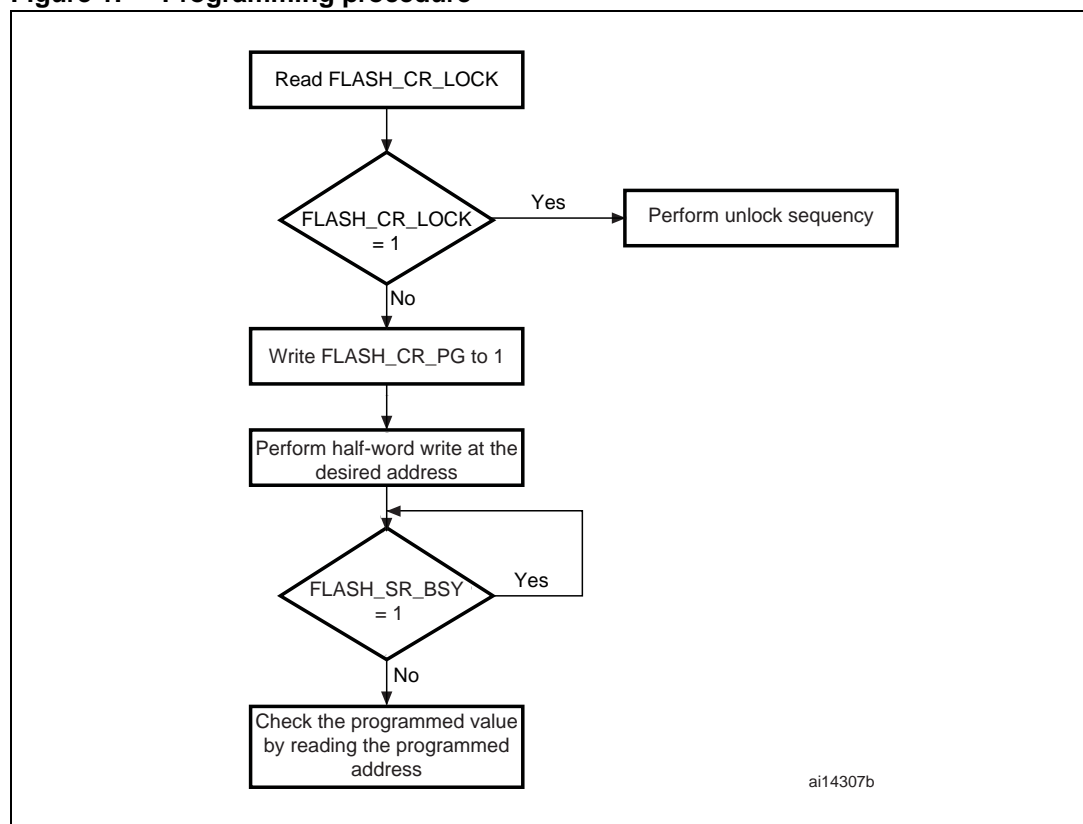 Figure 1. Programming procedure
Read FLASH_CR_LOCK
FLASH_CR_LOCK
= 1
Yes
Perform unlock sequency
No
Write FLASH_CR_PG to 1
Perform half-word write at the
desired address
FLASH_SR_BSY
= 1
Yes
No
Check the programmed value
by reading the programmed
address
ai14307b